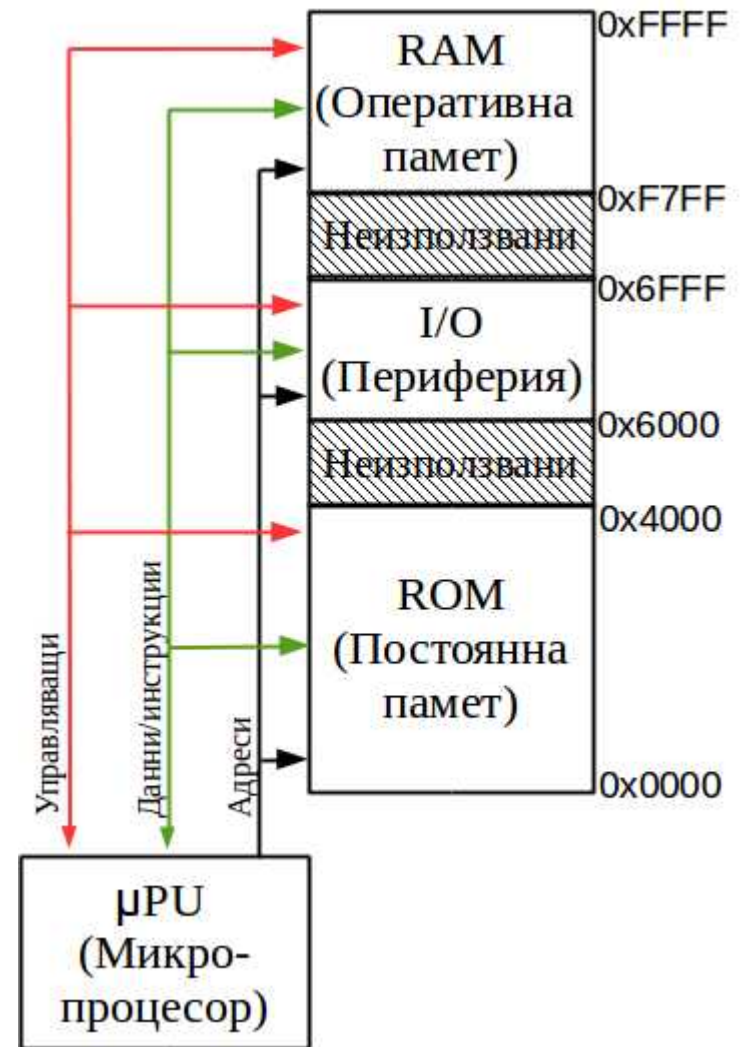 0xFFFF
RAM
(Оперативна
памет)
0xF7FF
Неизползвани
0x6FFF
I/O
(Периферия)
0x6000
Неизползвани
0x4000
ROM
(Постоянна
памет)
0x0000
Управляващи
Данни/инструкции
Адреси
µPU
(Микро-
процесор)